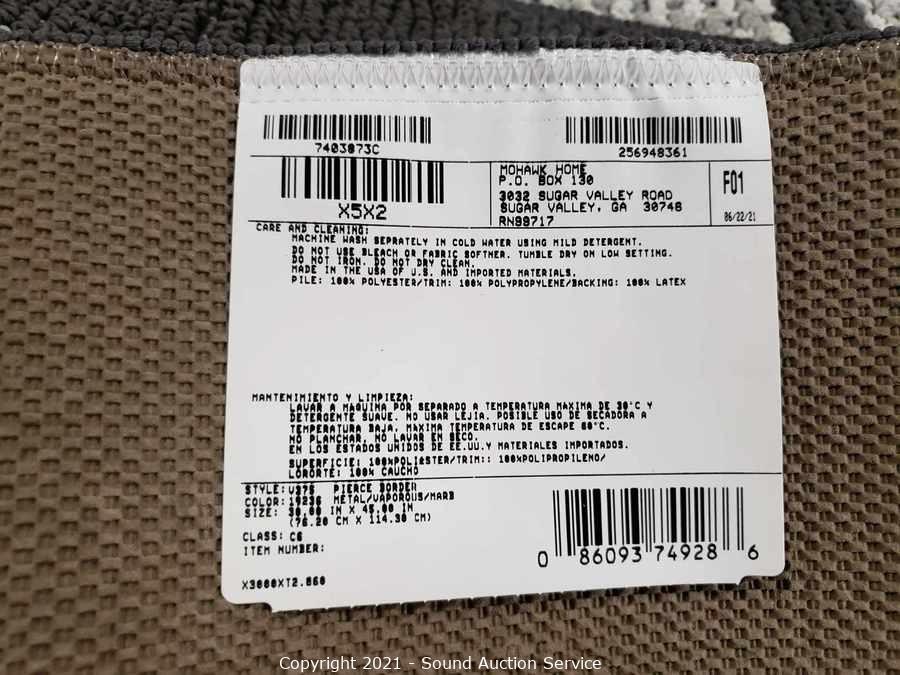 7403873C
256948361
X5X2
MOHAWK HOME
P.O. BOX 130
3032 SUGAR VALLEY ROAD
SUGAR VALLEY, GA 30746
RN99717
F01
06/22/21
CARE AND CLEANING:
MACHINE WASH SEPRATELY IN COLD WATER USING MILD DETERGENT.
DO NOT USE BLEACH OR FABRIC SOFTNER. TUMBLE DRY ON LOW SETTING.
DO NOT IRON. DO NOT DRY CLEAN.
MADE IN THE USA OF U.S. AND IMPORTED MATERIALS.
PILE: 100% POLYESTER/TRIM: 100% POLYPROPYLENE/BACKING: 100% LATEX
MANTENIMIENTO Y LIMPIEZA:
LAVAR A MAQUINA POR SEPARADO A TEMPERATURA MAXIMA DE 30°C Y
DETERGENTE SUAVE. NO USAR LEJIA. POSIBLE USO DE SECADORA A
TEMPERATURA BAJA. MAXIMA TEMPERATURA DE ESCAPE 60°C.
NO PLANCHAR. NO LAVAR EN SECO.
EN LOS ESTADOS UNIDOS DE EE.UU.Y MATERIALES IMPORTADOS.
SUPERFICIE: 100%POLIESTER/TRIM:: 100%POLIPROPILENO/
LORORTE: 100% CAUCHO
STYLE: U375 PIERCE BORDER
COLOR: 19236 METAL/VAPOROUS/MARB
SIZE: 30.00 IN X 45.00 IN
(76.20 CM X 114.30 CM)
CLASS: C6
ITEM NUMBER:
X3000XT2.060
0 86093 74928 6
Copyright 2021 - Sound Auction Service